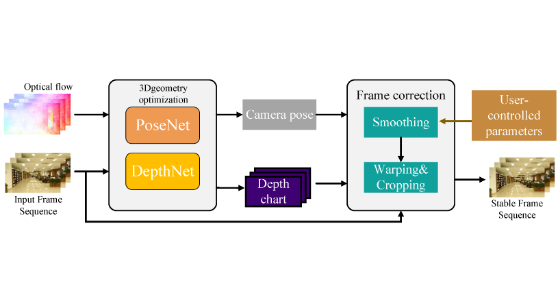 Optical flow
Input Frame
Sequence
3Dgeometry
optimization
PoseNet
DepthNet
Camera pose
Depth
chart
Frame correction
Smoothing
Warping&
Cropping
User-
controlled
parameters
Stable Frame
Sequence